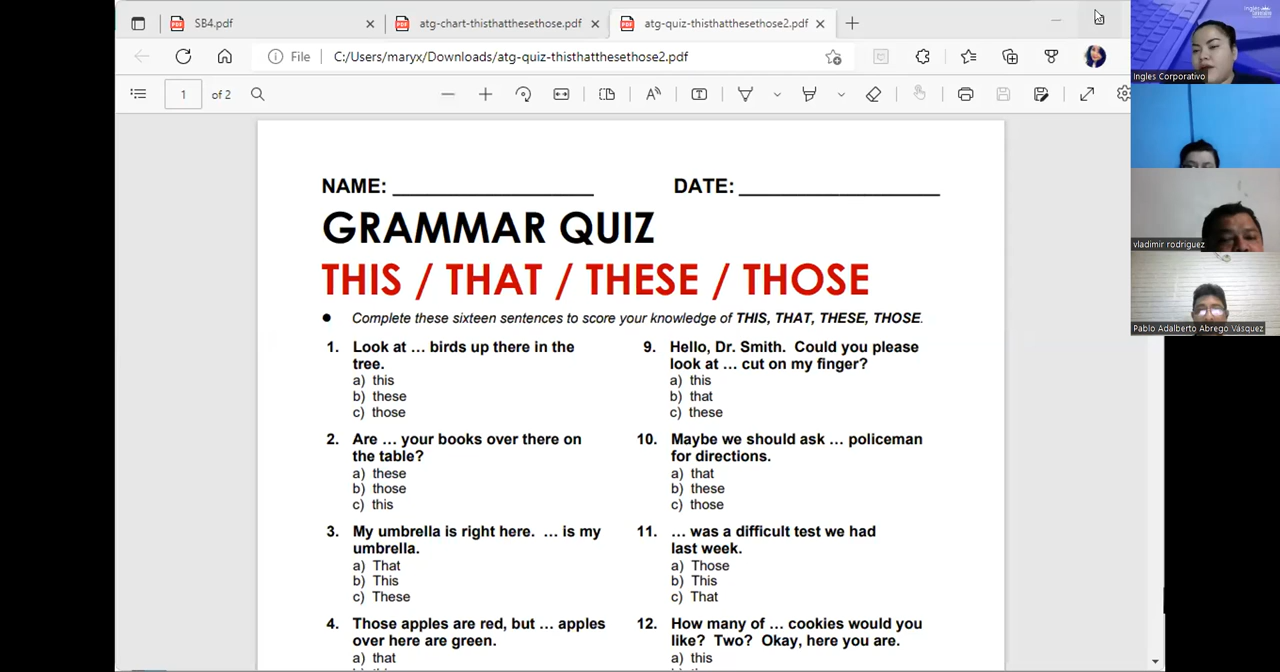 SB4.pdf
atg-chart-thisthatthesethose.pdf
atg-quiz-thisthatthesethose2.pdf
File
C:/Users/maryx/Downloads/atg-quiz-thisthatthesethose2.pdf
1 of 2
NAME: ____________________
DATE: ____________________
GRAMMAR QUIZ
THIS / THAT / THESE / THOSE
● Complete these sixteen sentences to score your knowledge of THIS, THAT, THESE, THOSE.
1. Look at … birds up there in the
tree.
a) this
b) these
c) those
2. Are … your books over there on
the table?
a) these
b) those
c) this
3. My umbrella is right here. … is my
umbrella.
a) That
b) This
c) These
4. Those apples are red, but … apples
over here are green.
a) that
9. Hello, Dr. Smith. Could you please
look at … cut on my finger?
a) this
b) that
c) these
10. Maybe we should ask … policeman
for directions.
a) that
b) these
c) those
11. … was a difficult test we had
last week.
a) Those
b) This
c) That
12. How many of … cookies would you
like? Two? Okay, here you are.
a) this
Ingles Corporativo
vladimir rodriguez
Pablo Adalberto Abrego Vásquez